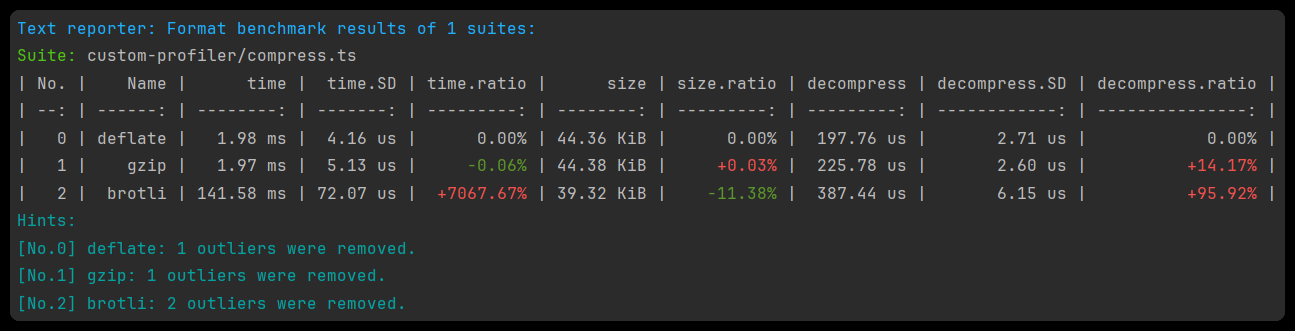 Text reporter: Format benchmark results of 1 suites:
Suite: custom-profiler/compress.ts
| No. |    Name |      time |  time.SD | time.ratio |      size | size.ratio | decompress | decompress.SD | decompress.ratio |
| --: | ------: | --------: | -------: | ---------: | --------: | ---------: | ---------: | ------------: | ---------------: |
|   0 | deflate |   1.98 ms |  4.16 us |      0.00% | 44.36 KiB |      0.00% |  197.76 us |       2.71 us |            0.00% |
|   1 |    gzip |   1.97 ms |  5.13 us |     -0.06% | 44.38 KiB |     +0.03% |  225.78 us |       2.60 us |          +14.17% |
|   2 |  brotli | 141.58 ms | 72.07 us |  +7067.67% | 39.32 KiB |    -11.38% |  387.44 us |       6.15 us |          +95.92% |
Hints:
[No.0] deflate: 1 outliers were removed.
[No.1] gzip: 1 outliers were removed.
[No.2] brotli: 2 outliers were removed.